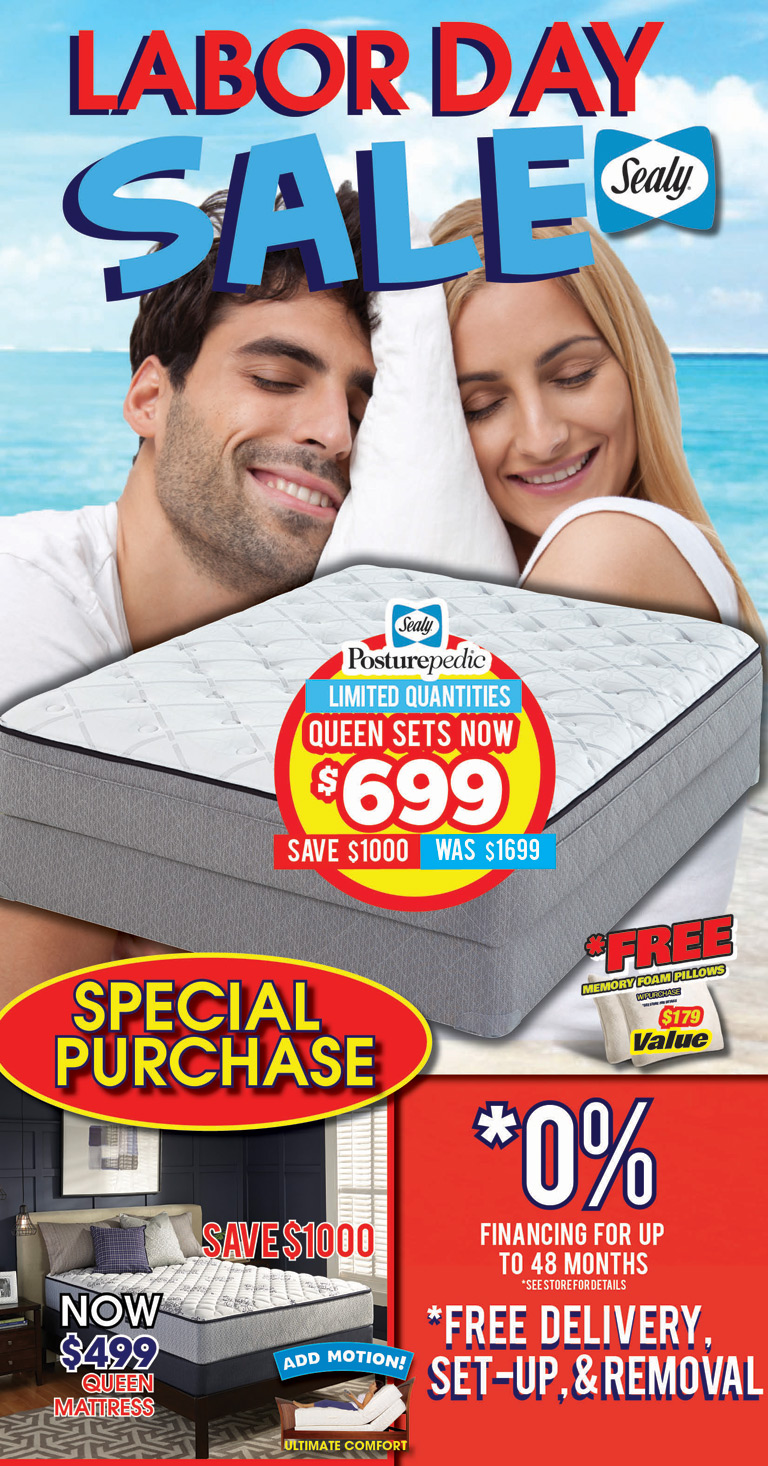 LABOR DAY
SALE
Sealy
Sealy
Posturepedic
LIMITED QUANTITIES
QUEEN SETS NOW
$699
SAVE $1000 WAS $1699
*FREE
MEMORY FOAM PILLOWS
W/PURCHASE
$179
Value
SPECIAL
PURCHASE
SAVE $1000
NOW
$499
QUEEN
MATTRESS
ADD MOTION!
ULTIMATE COMFORT
*0%
FINANCING FOR UP
TO 48 MONTHS
*SEE STORE FOR DETAILS
*FREE DELIVERY,
SET-UP, & REMOVAL